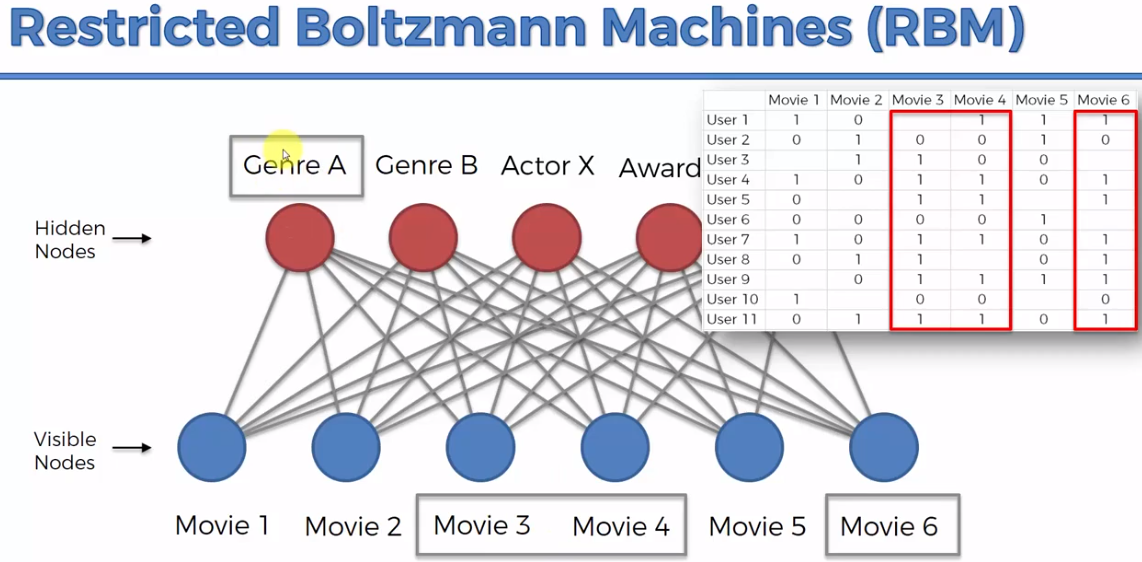 Restricted Boltzmann Machines (RBM)
Movie 1 Movie 2 Movie 3 Movie 4 Movie 5 Movie 6
User 1 1 0 1 1 1
User 2 0 1 0 0 1 0
User 3 1 1 0 0
User 4 1 0 1 1 0 1
User 5 0 1 1 1
User 6 0 0 0 0 1
User 7 1 0 1 1 0 1
User 8 0 1 1 0 1
User 9 0 1 1 1 1
User 10 1 0 0 0
User 11 0 1 1 1 0 1
Genre A Genre B Actor X Award
Hidden
Nodes
Visible
Nodes
Movie 1 Movie 2 Movie 3 Movie 4 Movie 5 Movie 6